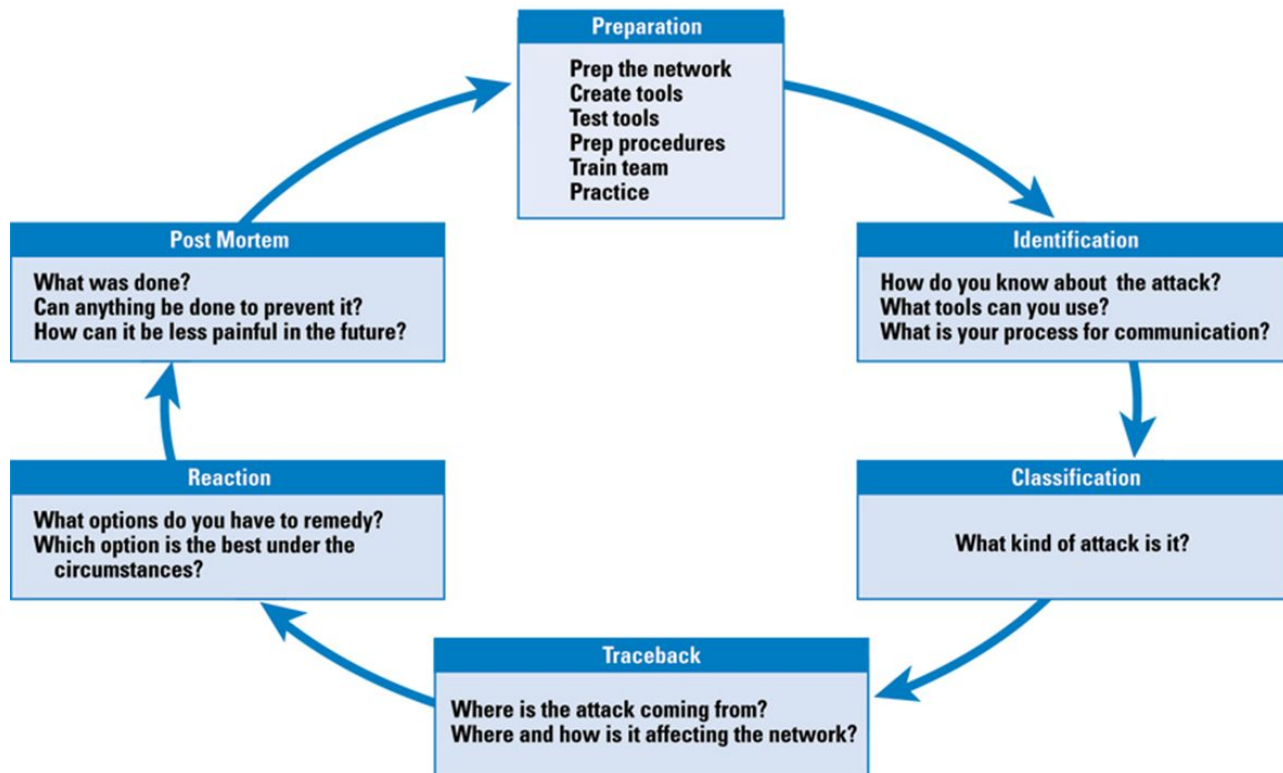 Preparation
Prep the network
Create tools
Test tools
Prep procedures
Train team
Practice
Identification
How do you know about the attack?
What tools can you use?
What is your process for communication?
Classification
What kind of attack is it?
Traceback
Where is the attack coming from?
Where and how is it affecting the network?
Reaction
What options do you have to remedy?
Which option is the best under the
circumstances?
Post Mortem
What was done?
Can anything be done to prevent it?
How can it be less painful in the future?